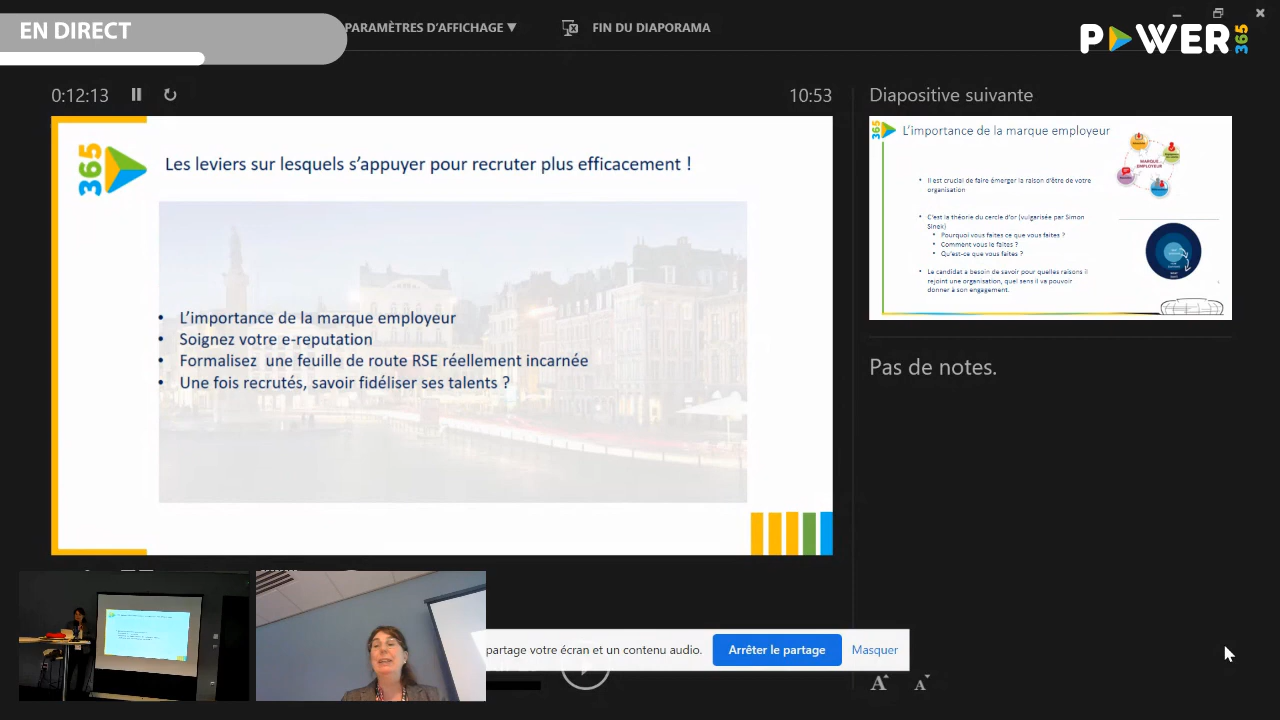 EN DIRECT
PARAMÈTRES D'AFFICHAGE ▼
FIN DU DIAPORAMA
POWER
365
0:12:13
10:53
Diapositive suivante
365
Les leviers sur lesquels s'appuyer pour recruter plus efficacement !
• L'importance de la marque employeur
• Soignez votre e-reputation
• Formalisez une feuille de route RSE réellement incarnée
• Une fois recrutés, savoir fidéliser ses talents ?
365
L'importance de la marque employeur
• Il est crucial de faire émerger la raison d'être de votre
organisation
• C'est la théorie du cercle d'or (vulgarisée par Simon
Sinek)
• Pourquoi vous faites ce que vous faites ?
• Comment vous le faites ?
• Qu'est-ce que vous faites ?
• Le candidat a besoin de savoir pour quelles raisons il
rejoint une organisation, quel sens il va pouvoir
donner à son engagement.
MARQUE
EMPLOYEUR
Pas de notes.
partage votre écran et un contenu audio.
Arrêter le partage
Masquer
A
A